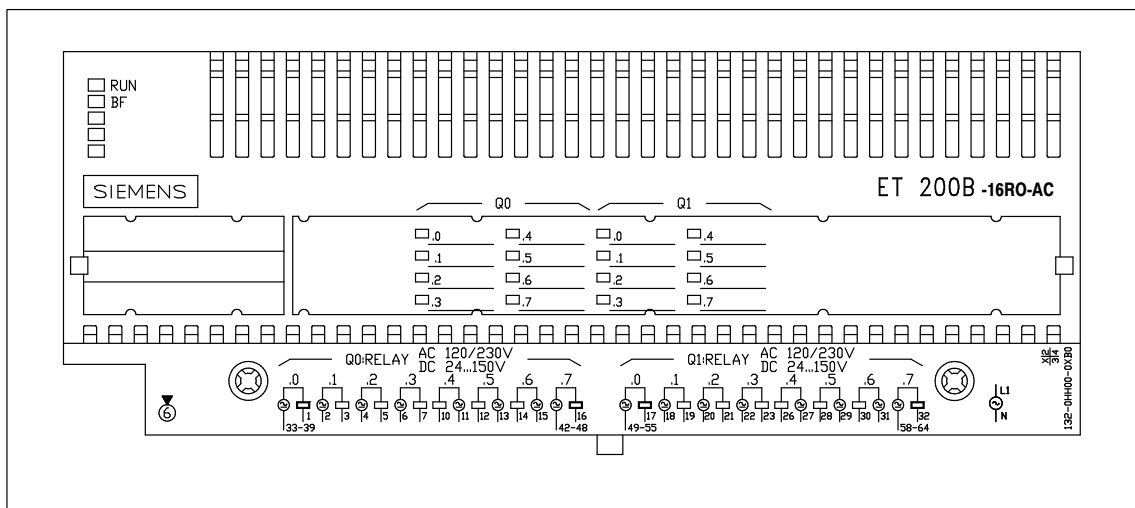 RUN
BF
SIEMENS
ET 200B -16RO-AC
Q0 Q1
.0 .4 .0 .4
.1 .5 .1 .5
.2 .6 .2 .6
.3 .7 .3 .7
Q0:RELAY AC 120/230V
DC 24...150V
Q1:RELAY AC 120/230V
DC 24...150V
.0 .1 .2 .3 .4 .5 .6 .7
.0 .1 .2 .3 .4 .5 .6 .7
1 2 3 4 5 6 7 10 11 12 13 14 15 16
17 18 19 20 21 22 23 26 27 28 29 30 31 32
33-39 42-48 49-55 58-64
6
L1
N
X12
314
132-0HH00-0XB0